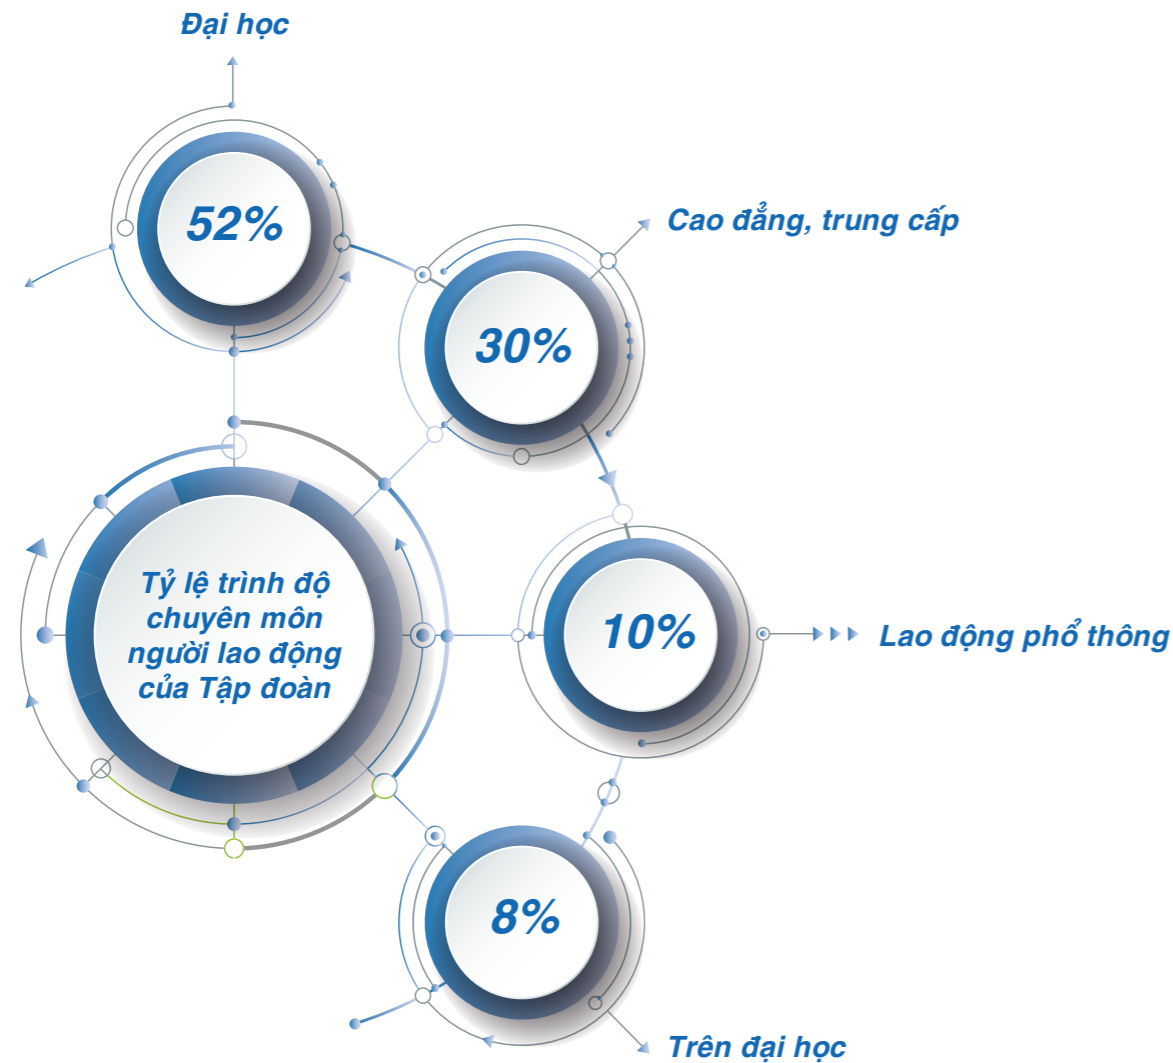 Đại học
52%
Cao đẳng, trung cấp
30%
Tỷ lệ trình độ
chuyên môn
người lao động
của Tập đoàn
10%
Lao động phổ thông
8%
Trên đại học